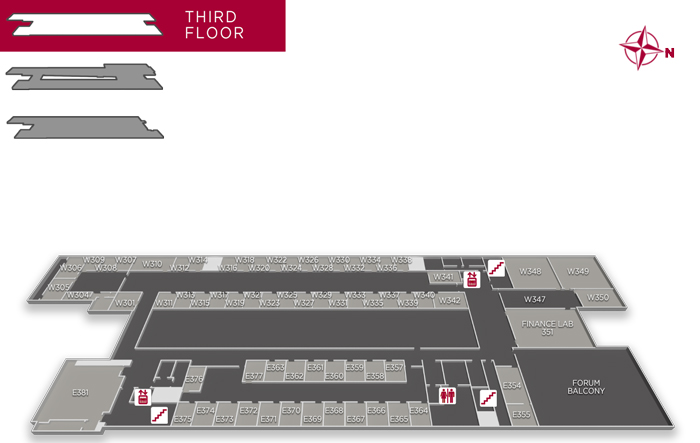 THIRD
FLOOR
N
W309 W307 W310 W314 W318 W322 W326 W330 W334 W338
W306 W308 W312 W316 W320 W324 W328 W332 W336
W341 W348 W349
W305
W304 W301
W313 W317 W321 W325 W329 W333 W337 W340
W311 W315 W319 W323 W327 W331 W335 W339 W342 W347 W350
FINANCE LAB
351
E363 E361 E359 E357
E376 E377 E362 E360 E358
E381
E354
FORUM
BALCONY
E374 E372 E370 E368 E366 E364
E375 E373 E371 E369 E367 E365 E355